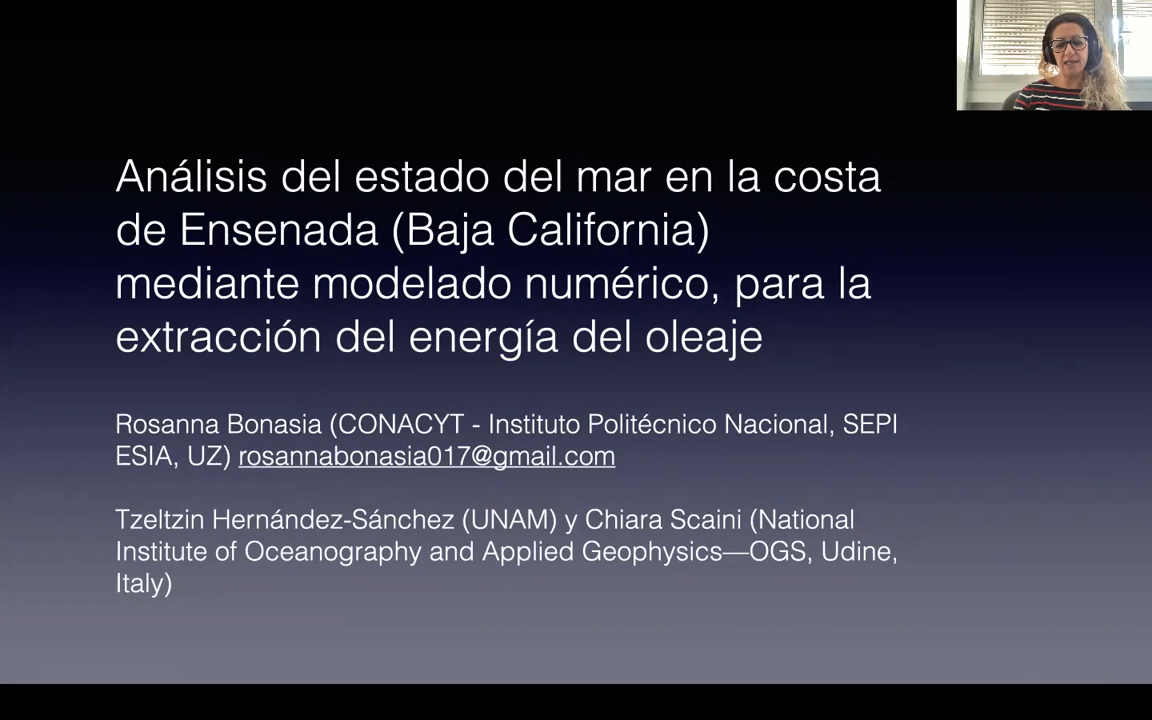 Análisis del estado del mar en la costa
de Ensenada (Baja California)
mediante modelado numérico, para la
extracción del energía del oleaje
Rosanna Bonasia (CONACYT - Instituto Politécnico Nacional, SEPI
ESIA, UZ) rosannabonasia017@gmail.com
Tzeltzin Hernández-Sánchez (UNAM) y Chiara Scaini (National
Institute of Oceanography and Applied Geophysics—OGS, Udine,
Italy)